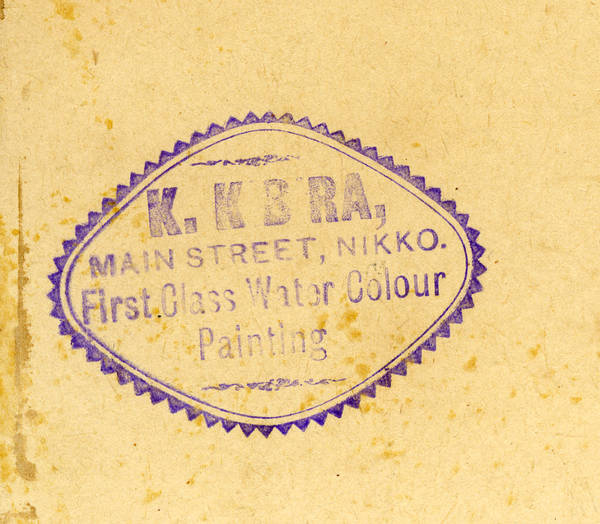 K. K B RA,
MAIN STREET, NIKKO.
First Class Water Colour
Painting